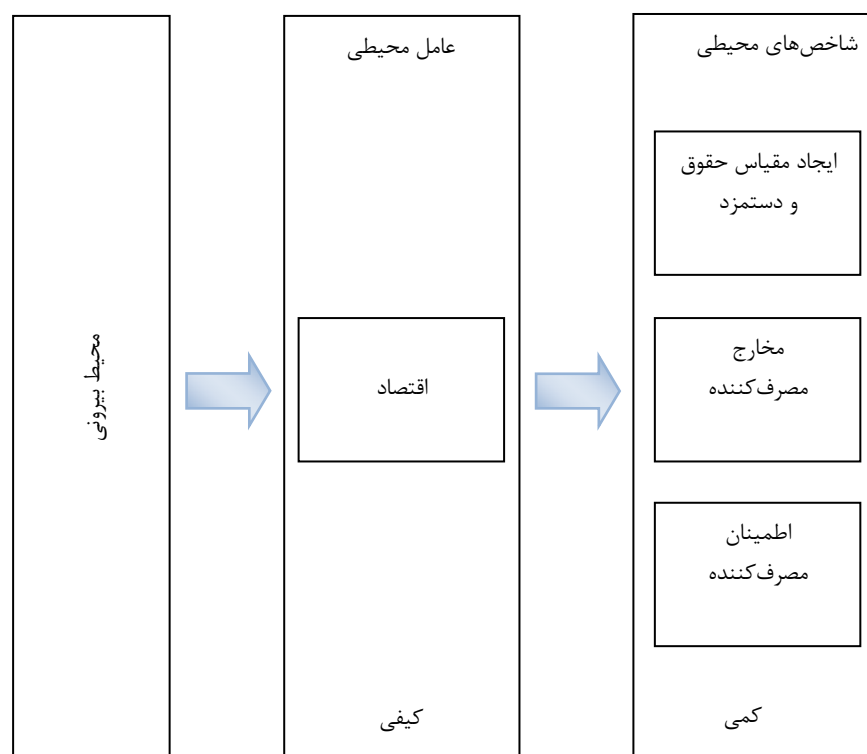 محیط بیرونی
عامل محیطی
اقتصاد
کیفی
شاخص‌های محیطی
ایجاد مقیاس حقوق
و دستمزد
مخارج
مصرف‌کننده
اطمینان
مصرف‌کننده
کمی